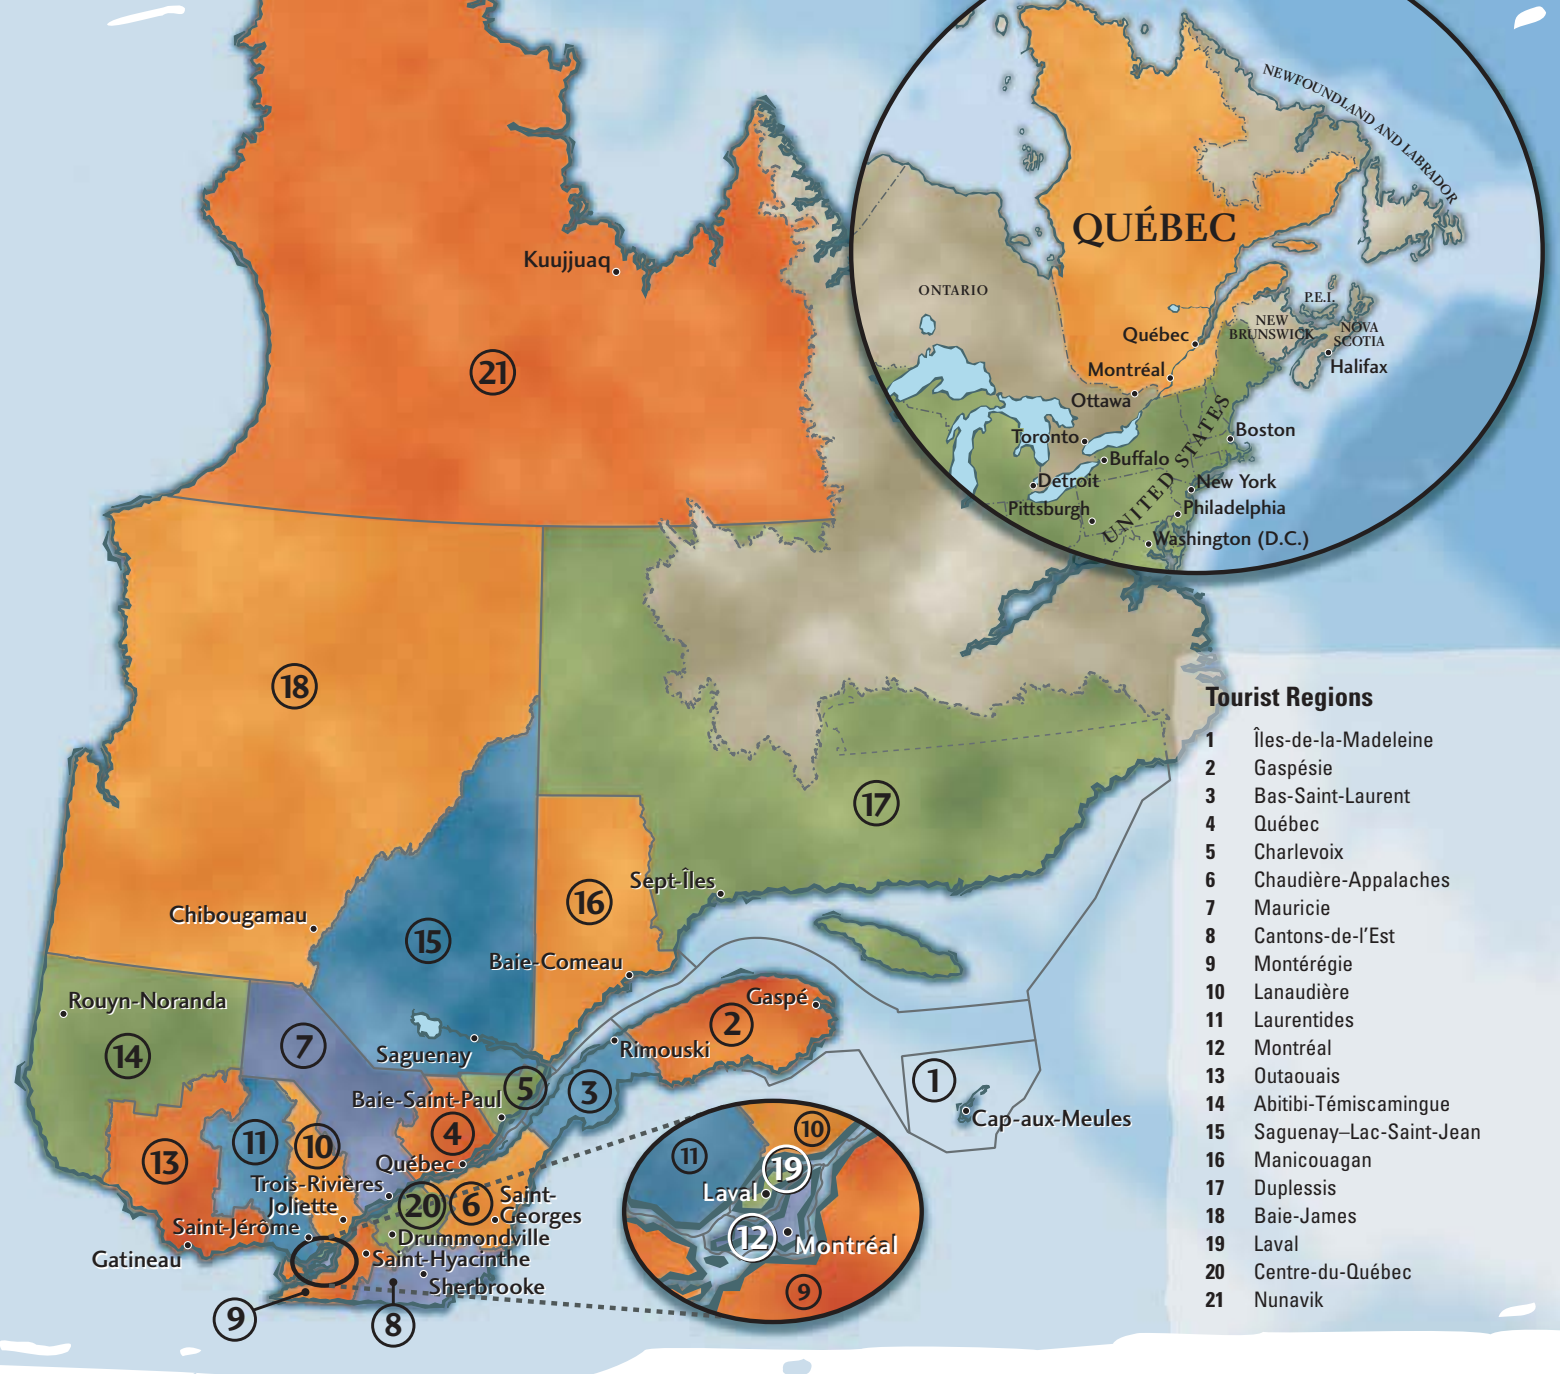 NEWFOUNDLAND AND LABRADOR
QUÉBEC
ONTARIO
P.E.I.
NEW
BRUNSWICK
NOVA
SCOTIA
Québec
Halifax
Montréal
Ottawa
Toronto
Boston
Buffalo
UNITED STATES
Détroit
New York
Pittsburgh
Philadelphia
Washington (D.C.)
Kuujjuaq
21
18
17
Sept-Îles
16
Chibougamau
15
Baie-Comeau
Rouyn-Noranda
Gaspé
2
14
7
Saguenay
Rimouski
5
3
1
Baie-Saint-Paul
Cap-aux-Meules
4
11
10
13
Québec
Trois-Rivières
Joliette
20
6
Saint-
Georges
Saint-Jérôme
Drummondville
Gatineau
Saint-Hyacinthe
Sherbrooke
9
8
10
11
19
Laval
12
Montréal
9
Tourist Regions
1 Îles-de-la-Madeleine
2 Gaspésie
3 Bas-Saint-Laurent
4 Québec
5 Charlevoix
6 Chaudière-Appalaches
7 Mauricie
8 Cantons-de-l'Est
9 Montérégie
10 Lanaudière
11 Laurentides
12 Montréal
13 Outaouais
14 Abitibi-Témiscamingue
15 Saguenay–Lac-Saint-Jean
16 Manicouagan
17 Duplessis
18 Baie-James
19 Laval
20 Centre-du-Québec
21 Nunavik